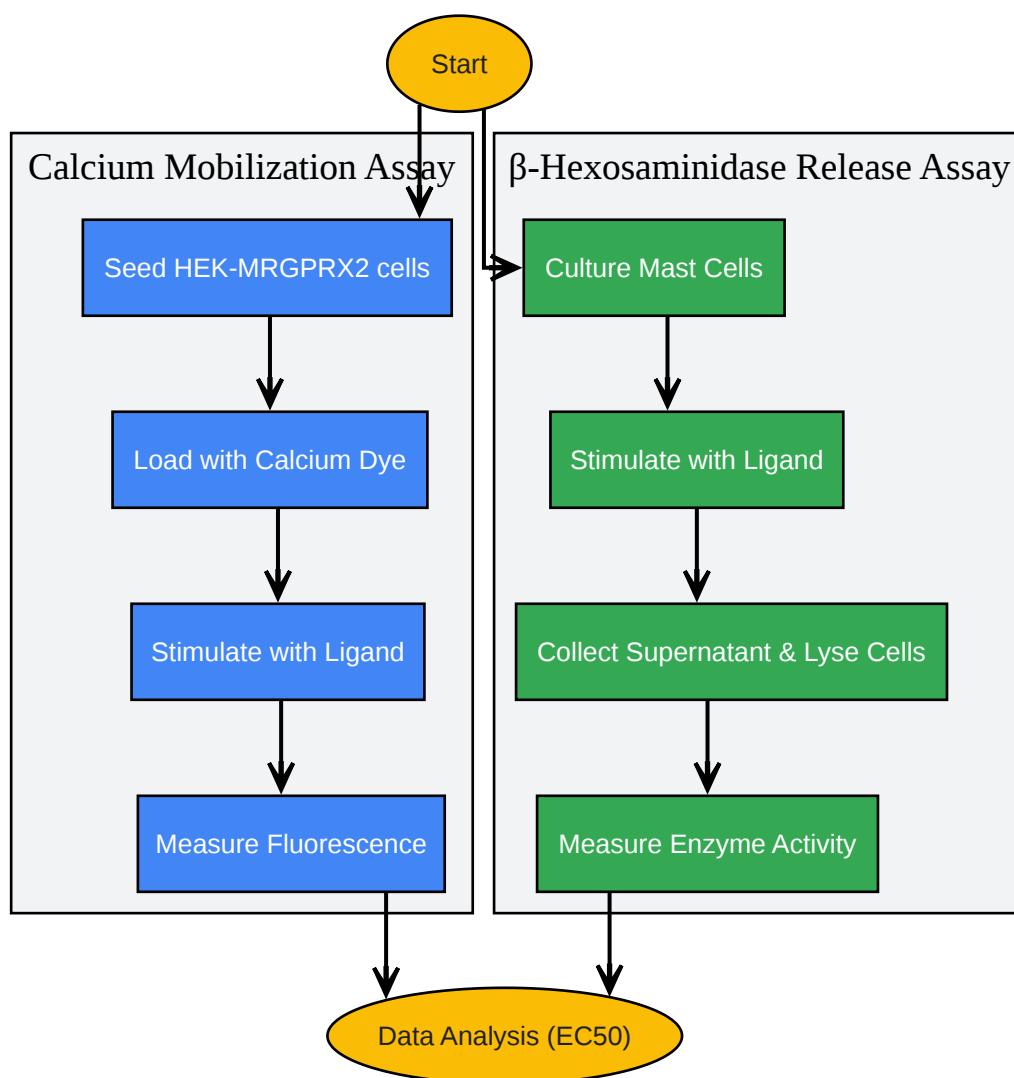 Start
Calcium Mobilization Assay
Seed HEK-MRGPRX2 cells
Load with Calcium Dye
Stimulate with Ligand
Measure Fluorescence
β-Hexosaminidase Release Assay
Culture Mast Cells
Stimulate with Ligand
Collect Supernatant & Lyse Cells
Measure Enzyme Activity
Data Analysis (EC50)